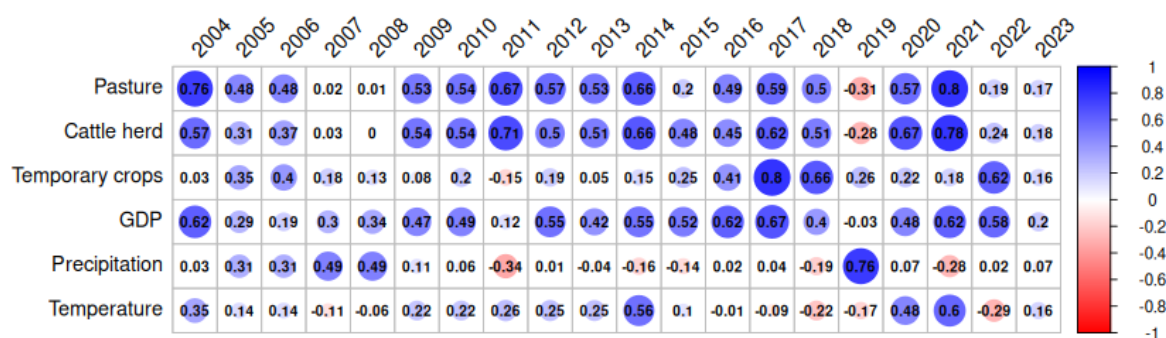 2004 2005 2006 2007 2008 2009 2010 2011 2012 2013 2014 2015 2016 2017 2018 2019 2020 2021 2022 2023
Pasture 0.76 0.48 0.48 0.02 0.01 0.53 0.54 0.67 0.57 0.53 0.66 0.2 0.49 0.59 0.5 -0.31 0.57 0.8 0.19 0.17
Cattle herd 0.57 0.31 0.37 0.03 0 0.54 0.54 0.71 0.5 0.51 0.66 0.48 0.45 0.62 0.51 -0.28 0.67 0.78 0.24 0.18
Temporary crops 0.03 0.35 0.4 0.18 0.13 0.08 0.2 -0.15 0.19 0.05 0.15 0.25 0.41 0.8 0.66 0.26 0.22 0.18 0.62 0.16
GDP 0.62 0.29 0.19 0.3 0.34 0.47 0.49 0.12 0.55 0.42 0.55 0.52 0.62 0.67 0.4 -0.03 0.48 0.62 0.58 0.2
Precipitation 0.03 0.31 0.31 0.49 0.49 0.11 0.06 -0.34 0.01 -0.04 -0.16 -0.14 0.02 0.04 -0.19 0.76 0.07 -0.28 0.02 0.07
Temperature 0.35 0.14 0.14 -0.11 -0.06 0.22 0.22 0.26 0.25 0.25 0.56 0.1 -0.01 -0.09 -0.22 -0.17 0.48 0.6 -0.29 0.16
1
0.8
0.6
0.4
0.2
0
-0.2
-0.4
-0.6
-0.8
-1